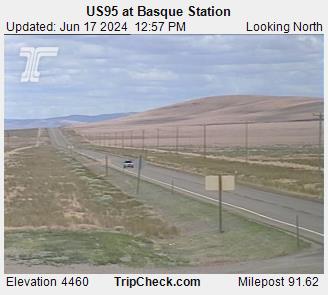 US95 at Basque Station
Updated: Jun 17 2024 12:57 PM Looking North
Elevation 4460 TripCheck.com Milepost 91.62